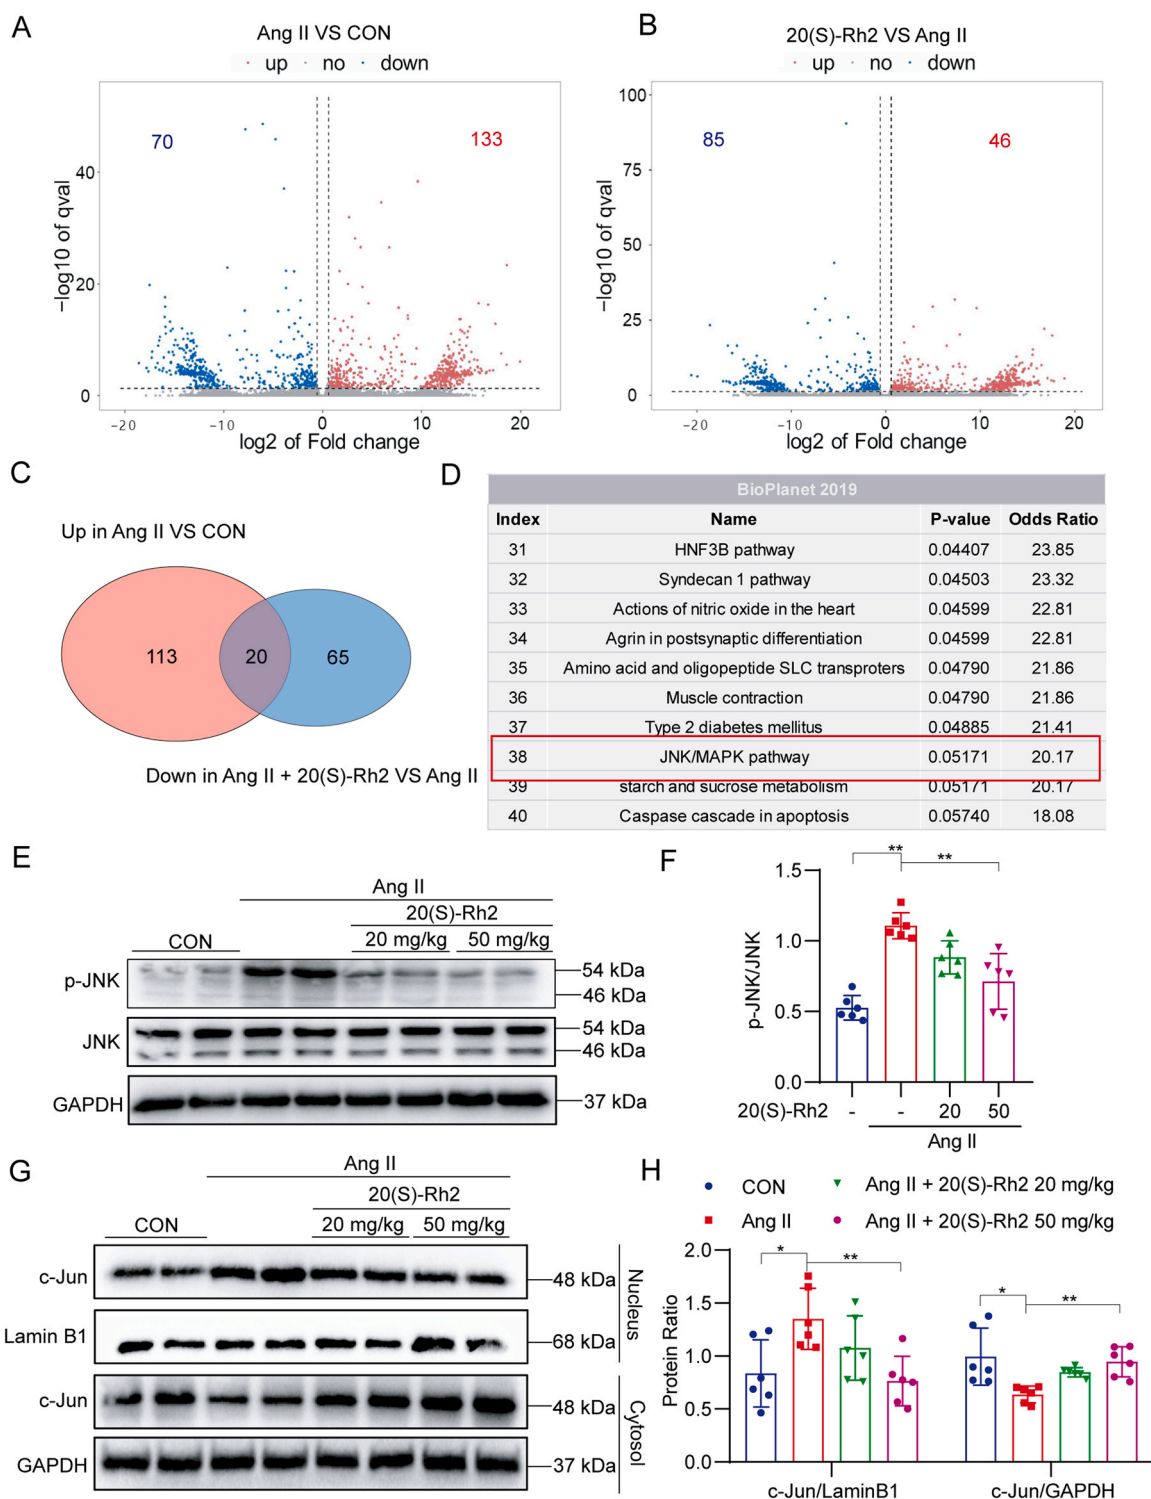 A
Ang II VS CON
up no down
70
133
40
20
0
−log10 of qval
−20 −10 0 10 20
log2 of Fold change
B
20(S)-Rh2 VS Ang II
up no down
85
46
100
75
50
25
0
−log10 of qval
−20 −10 0 10 20
log2 of Fold change
C
Up in Ang II VS CON
113 20 65
Down in Ang II + 20(S)-Rh2 VS Ang II
D
BioPlanet 2019
Index Name P-value Odds Ratio
31 HNF3B pathway 0.04407 23.85
32 Syndecan 1 pathway 0.04503 23.32
33 Actions of nitric oxide in the heart 0.04599 22.81
34 Agrin in postsynaptic differentiation 0.04599 22.81
35 Amino acid and oligopeptide SLC transproters 0.04790 21.86
36 Muscle contraction 0.04790 21.86
37 Type 2 diabetes mellitus 0.04885 21.41
38 JNK/MAPK pathway 0.05171 20.17
39 starch and sucrose metabolism 0.05171 20.17
40 Caspase cascade in apoptosis 0.05740 18.08
E
Ang II
20(S)-Rh2
CON 20 mg/kg 50 mg/kg
p-JNK
54 kDa
46 kDa
JNK
54 kDa
46 kDa
GAPDH
37 kDa
F
** **
1.5
1.0
0.5
0.0
p-JNK/JNK
20(S)-Rh2 - - 20 50
Ang II
G
Ang II
20(S)-Rh2
CON 20 mg/kg 50 mg/kg
c-Jun 48 kDa
Lamin B1 68 kDa
Nucleus
c-Jun 48 kDa
GAPDH 37 kDa
Cytosol
H
CON Ang II + 20(S)-Rh2 20 mg/kg
Ang II Ang II + 20(S)-Rh2 50 mg/kg
2.0
1.5
1.0
0.5
0.0
Protein Ratio
* ** * **
c-Jun/LaminB1 c-Jun/GAPDH